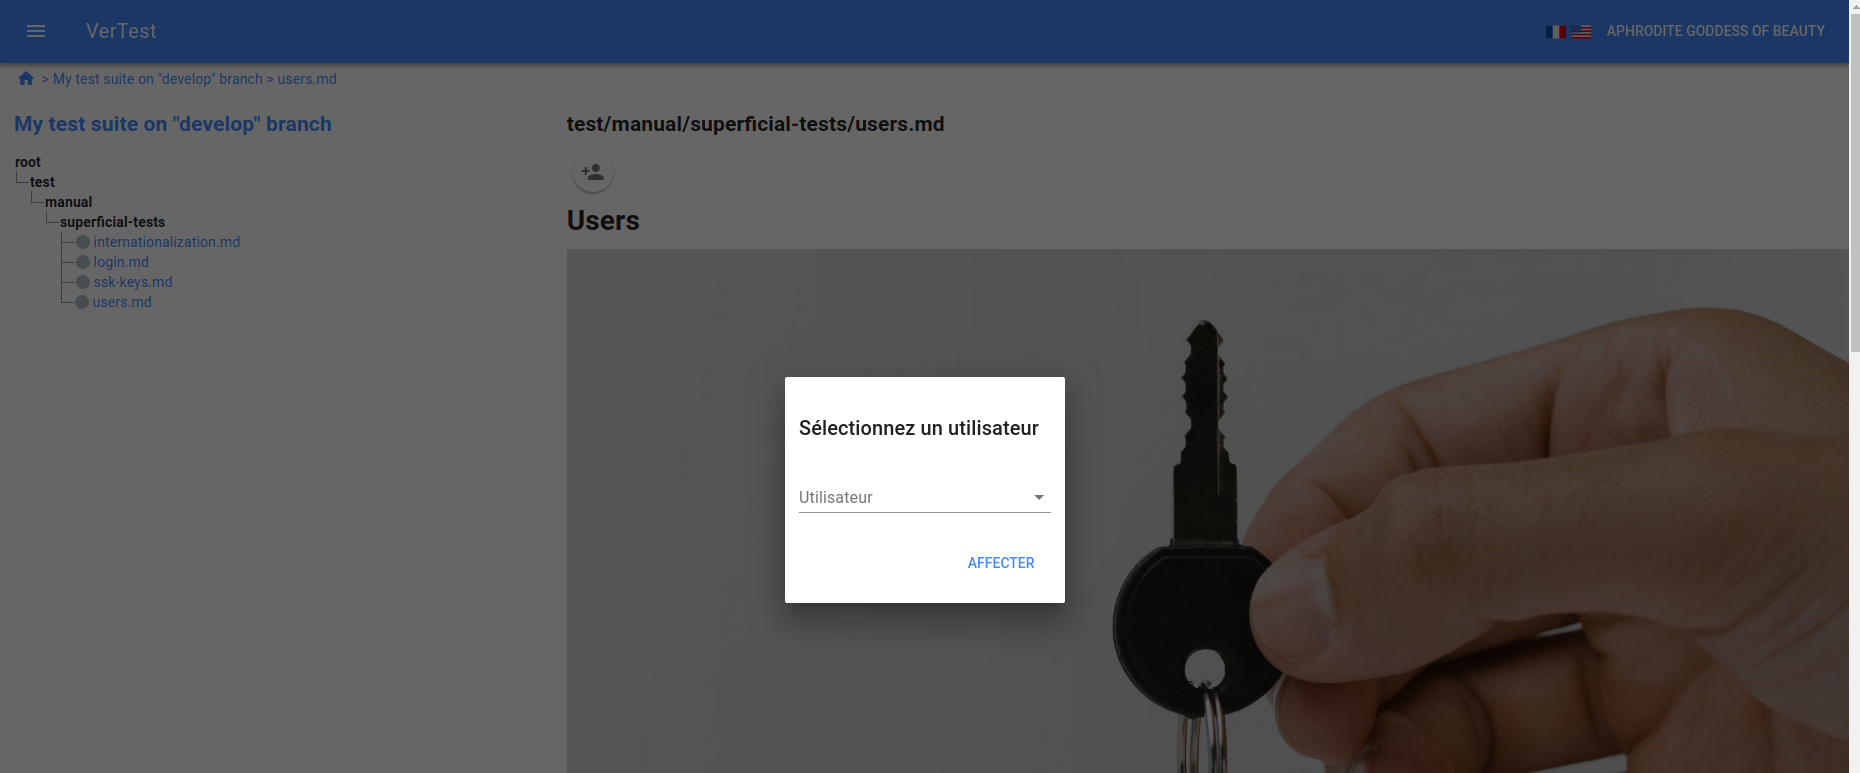 VerTest
APHRODITE GODDESS OF BEAUTY
> My test suite on "develop" branch > users.md
My test suite on "develop" branch
root
test
manual
superficial-tests
internationalization.md
login.md
ssk-keys.md
users.md
test/manual/superficial-tests/users.md
Users
Sélectionnez un utilisateur
Utilisateur
AFFECTER